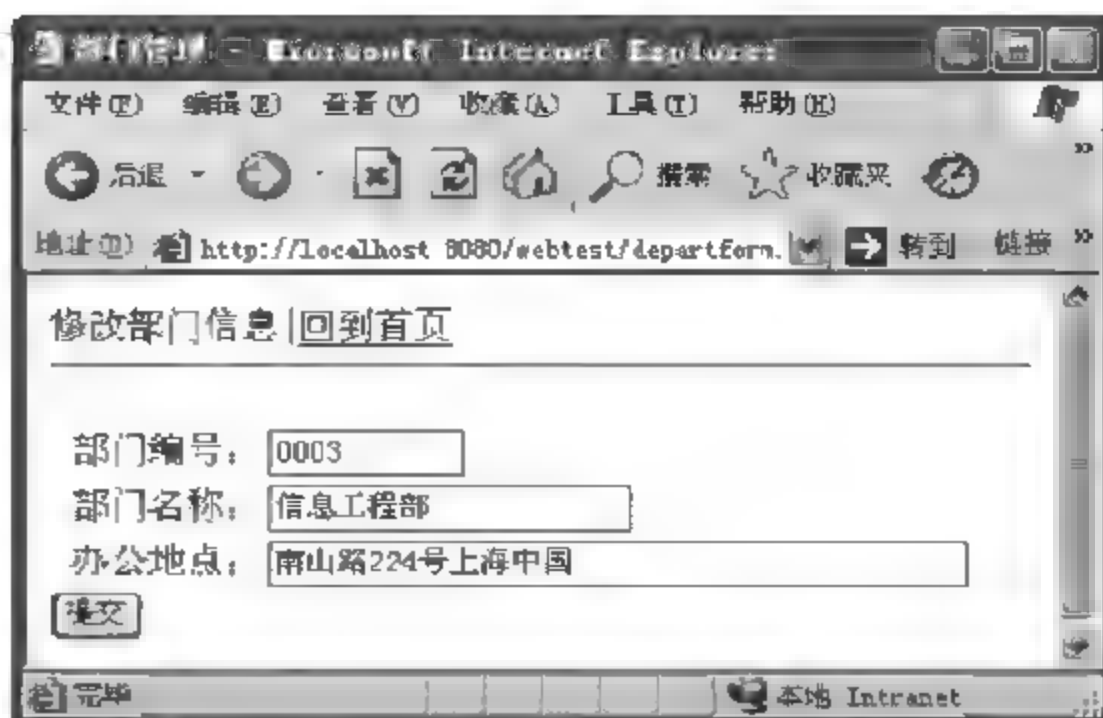 Microsoft Internet Explorer
文件(F) 编辑(E) 查看(V) 收藏(A) 工具(T) 帮助(H)
后退 搜索 收藏夹 »
地址(D) http://localhost:8080/webtest/departform. 转到 链接 »
修改部门信息|回到首页
部门编号： 0003
部门名称： 信息工程部
办公地点： 南山路224号上海中国
提交
完毕 本地 Intranet